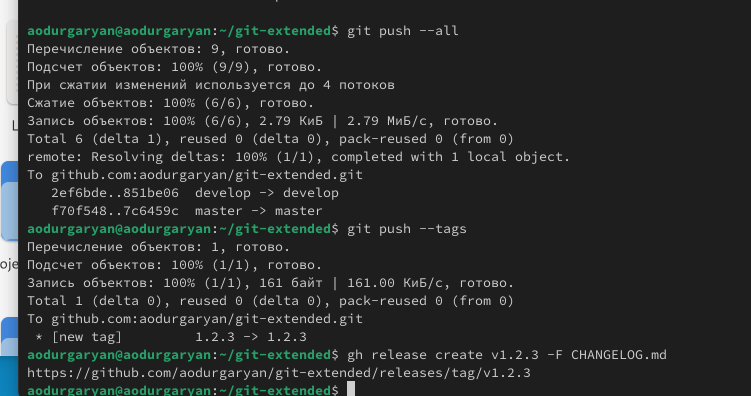 aodurgaryan@aodurgaryan:~/git-extended$ git push --all
Перечисление объектов: 9, готово.
Подсчет объектов: 100% (9/9), готово.
При сжатии изменений используется до 4 потоков
Сжатие объектов: 100% (6/6), готово.
Запись объектов: 100% (6/6), 2.79 КиБ | 2.79 МиБ/с, готово.
Total 6 (delta 1), reused 0 (delta 0), pack-reused 0 (from 0)
remote: Resolving deltas: 100% (1/1), completed with 1 local object.
To github.com:aodurgaryan/git-extended.git
   2ef6bde..851be06  develop -> develop
   f70f548..7c6459c  master -> master
aodurgaryan@aodurgaryan:~/git-extended$ git push --tags
Перечисление объектов: 1, готово.
Подсчет объектов: 100% (1/1), готово.
Запись объектов: 100% (1/1), 161 байт | 161.00 КиБ/с, готово.
Total 1 (delta 0), reused 0 (delta 0), pack-reused 0 (from 0)
To github.com:aodurgaryan/git-extended.git
 * [new tag]         1.2.3 -> 1.2.3
aodurgaryan@aodurgaryan:~/git-extended$ gh release create v1.2.3 -F CHANGELOG.md
https://github.com/aodurgaryan/git-extended/releases/tag/v1.2.3
aodurgaryan@aodurgaryan:~/git-extended$